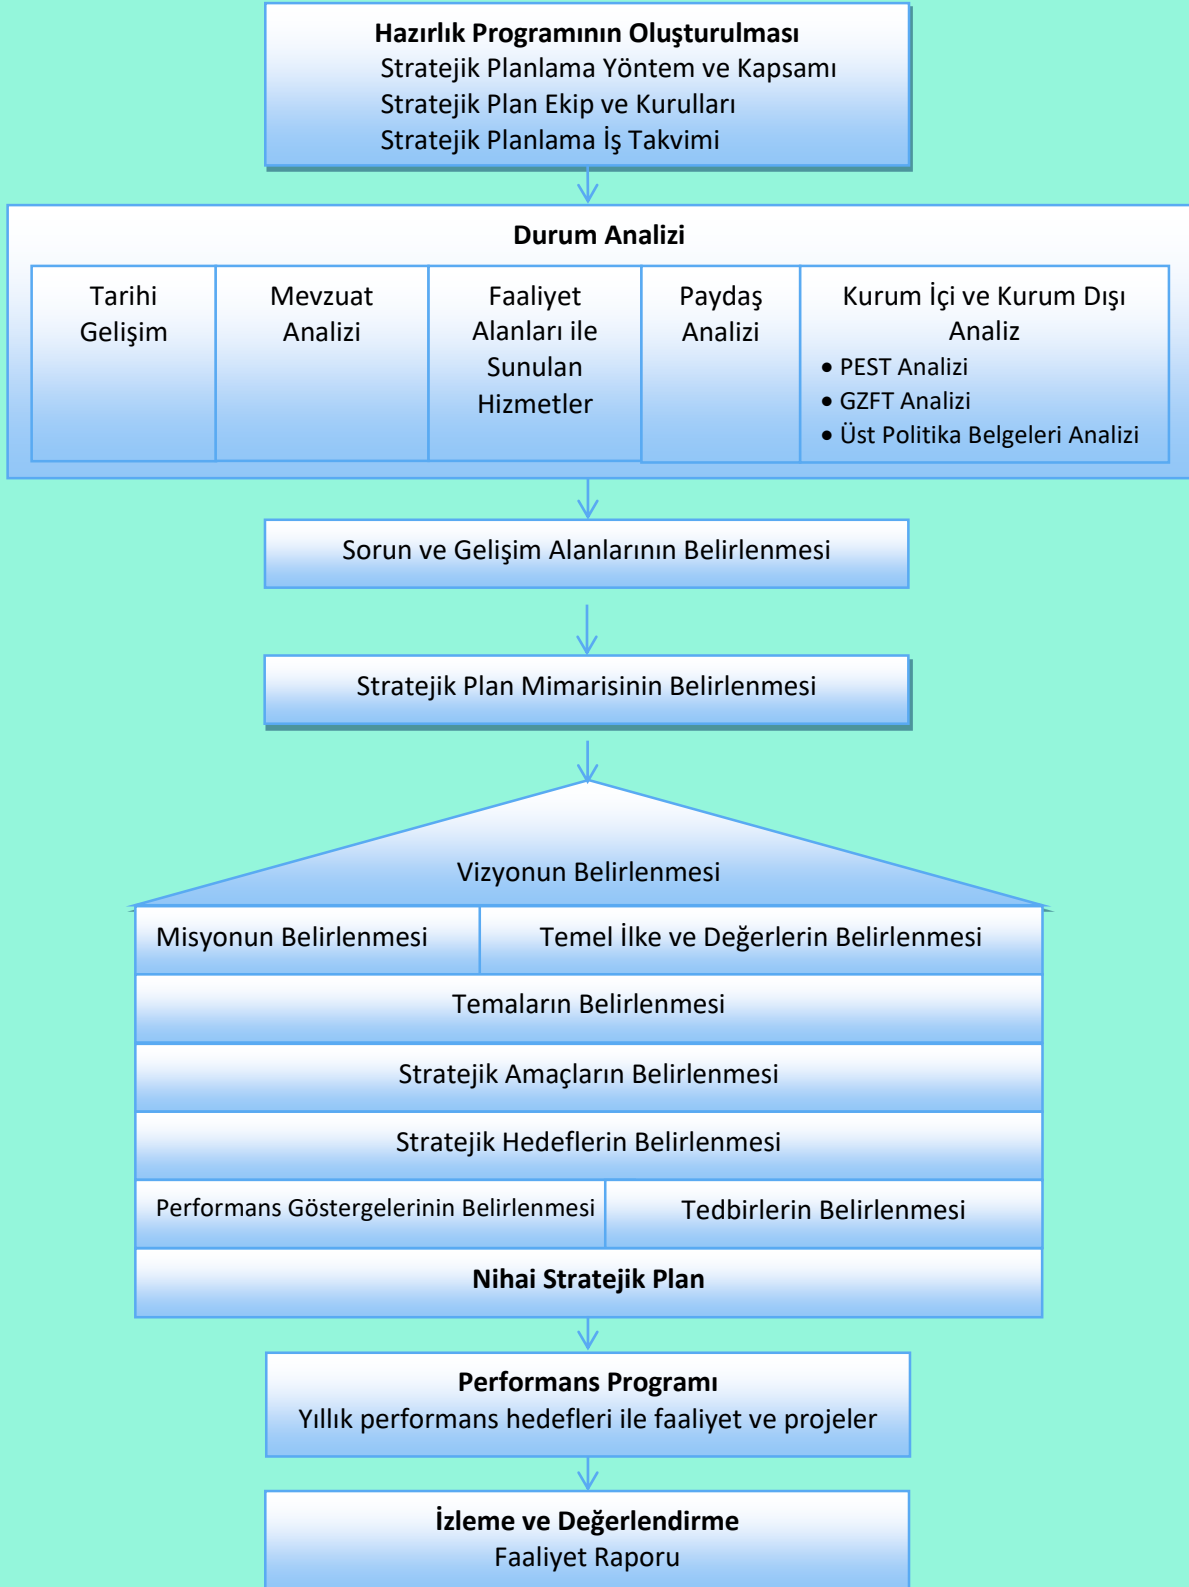 Hazırlık Programının Oluşturulması
Stratejik Planlama Yöntem ve Kapsamı
Stratejik Plan Ekip ve Kurulları
Stratejik Planlama İş Takvimi
Durum Analizi
Tarihi
Gelişim
Mevzuat
Analizi
Faaliyet
Alanları ile
Sunulan
Hizmetler
Paydaş
Analizi
Kurum İçi ve Kurum Dışı
Analiz
• PEST Analizi
• GZFT Analizi
• Üst Politika Belgeleri Analizi
Sorun ve Gelişim Alanlarının Belirlenmesi
Stratejik Plan Mimarisinin Belirlenmesi
Vizyonun Belirlenmesi
Misyonun Belirlenmesi
Temel İlke ve Değerlerin Belirlenmesi
Temaların Belirlenmesi
Stratejik Amaçların Belirlenmesi
Stratejik Hedeflerin Belirlenmesi
Performans Göstergelerinin Belirlenmesi
Tedbirlerin Belirlenmesi
Nihai Stratejik Plan
Performans Programı
Yıllık performans hedefleri ile faaliyet ve projeler
İzleme ve Değerlendirme
Faaliyet Raporu